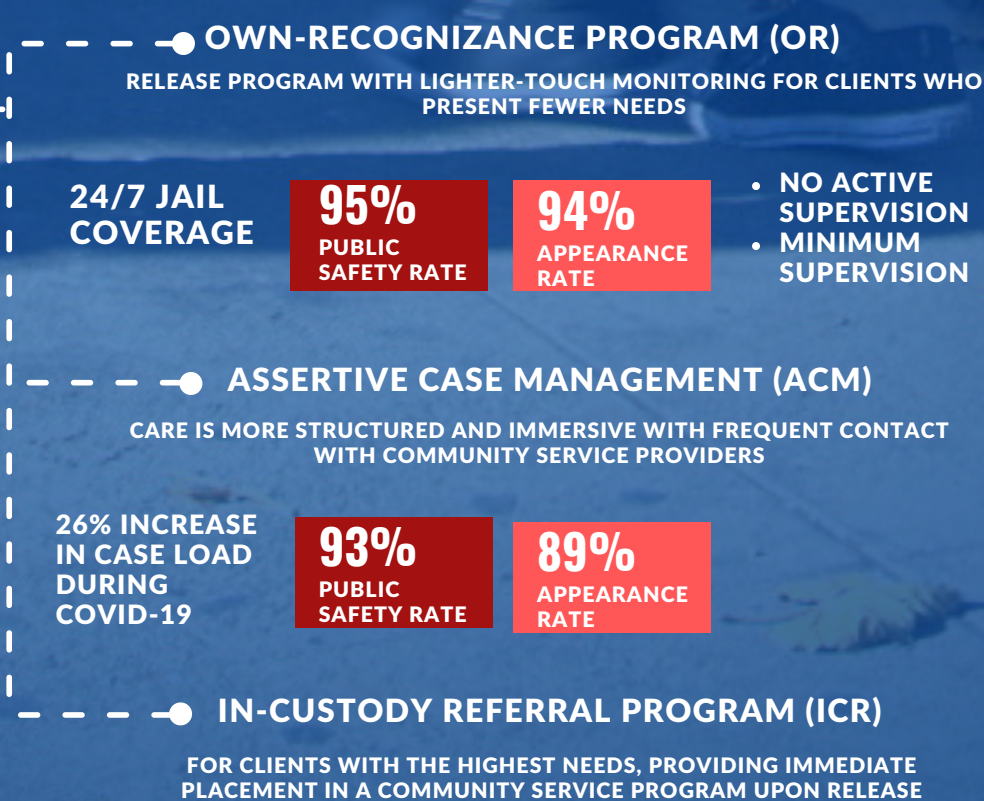 OWN-RECOGNIZANCE PROGRAM (OR)
RELEASE PROGRAM WITH LIGHTER-TOUCH MONITORING FOR CLIENTS WHO
PRESENT FEWER NEEDS
24/7 JAIL
COVERAGE
95%
PUBLIC
SAFETY RATE
94%
APPEARANCE
RATE
• NO ACTIVE
SUPERVISION
• MINIMUM
SUPERVISION
ASSERTIVE CASE MANAGEMENT (ACM)
CARE IS MORE STRUCTURED AND IMMERSIVE WITH FREQUENT CONTACT
WITH COMMUNITY SERVICE PROVIDERS
26% INCREASE
IN CASE LOAD
DURING
COVID-19
93%
PUBLIC
SAFETY RATE
89%
APPEARANCE
RATE
IN-CUSTODY REFERRAL PROGRAM (ICR)
FOR CLIENTS WITH THE HIGHEST NEEDS, PROVIDING IMMEDIATE
PLACEMENT IN A COMMUNITY SERVICE PROGRAM UPON RELEASE